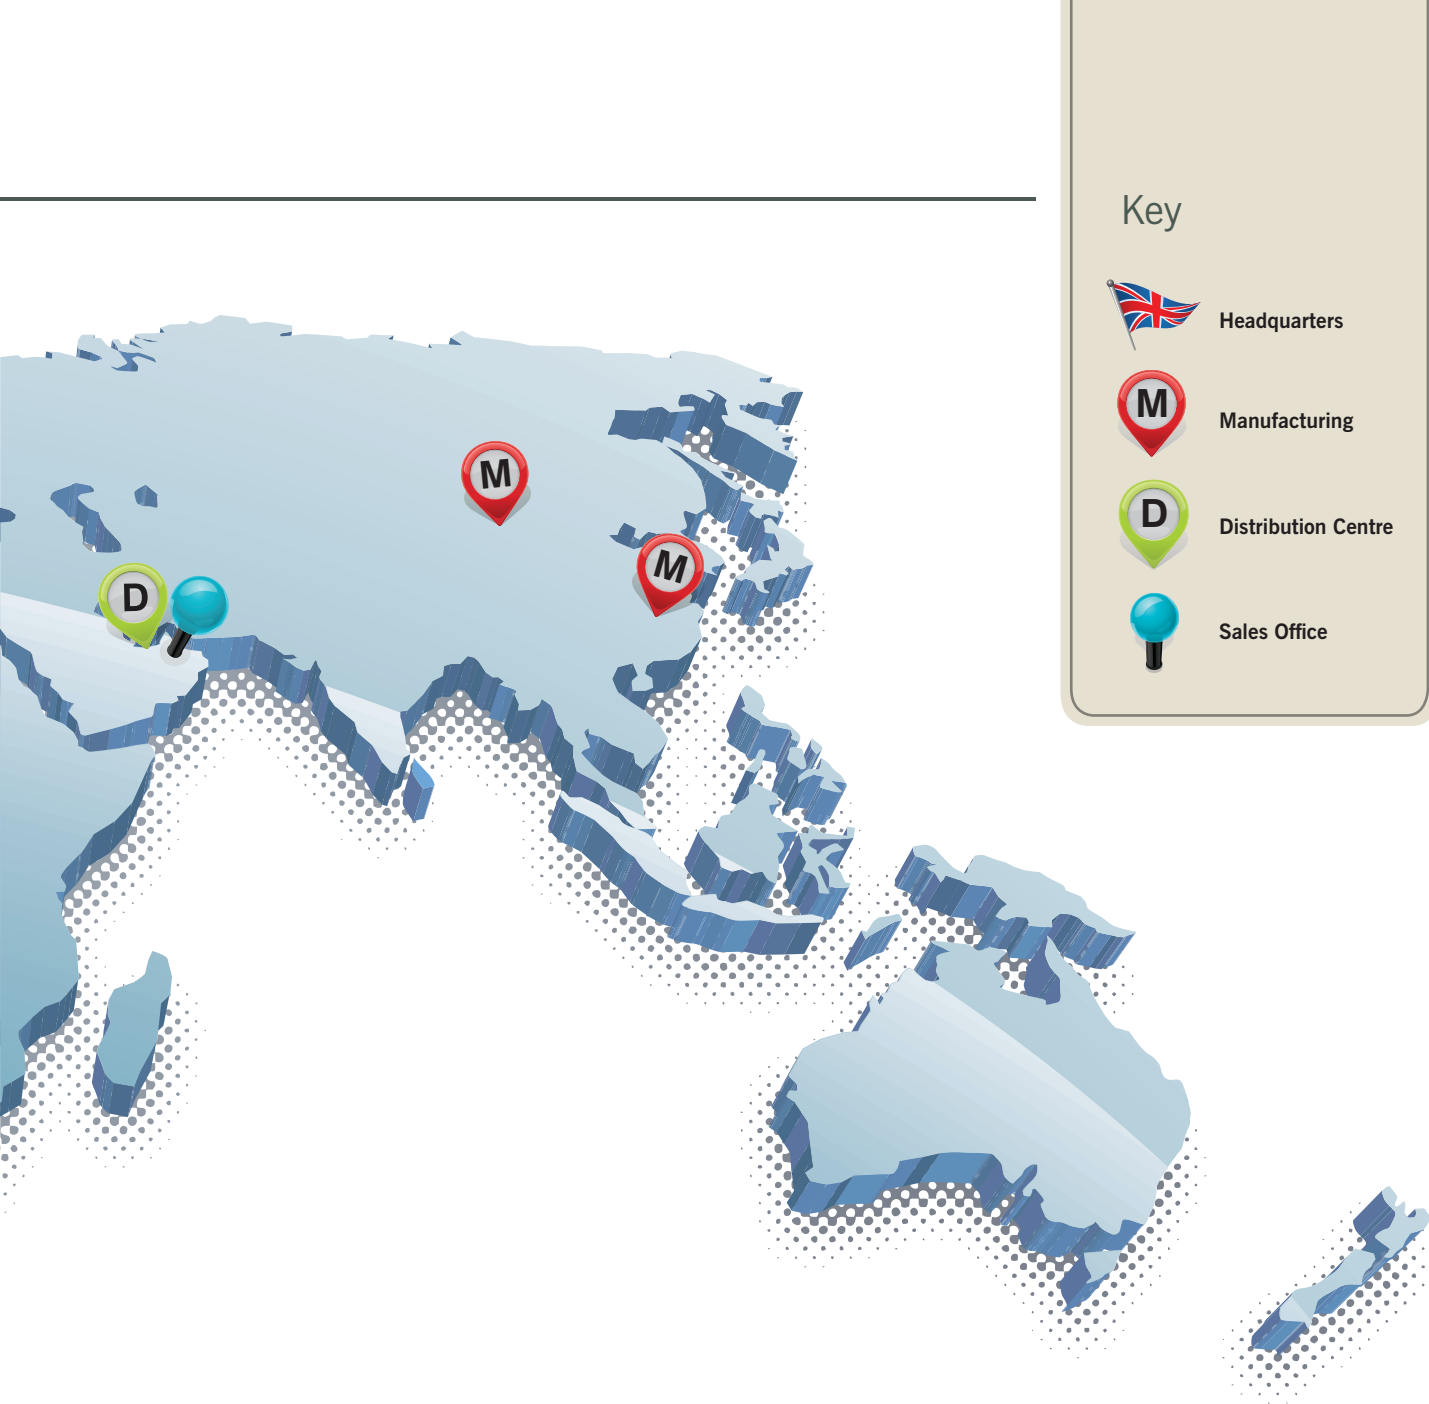 Key
Headquarters
M
Manufacturing
D
Distribution Centre
Sales Office
M
M
D